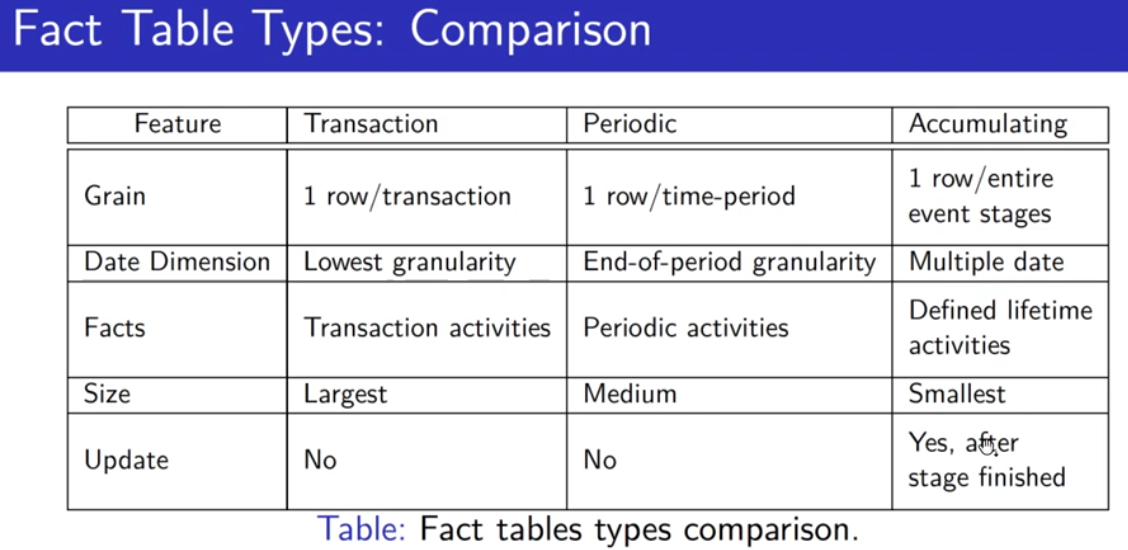 Fact Table Types: Comparison
Feature Transaction Periodic Accumulating
Grain 1 row/transaction 1 row/time-period 1 row/entire
event stages
Date Dimension Lowest granularity End-of-period granularity Multiple date
Facts Transaction activities Periodic activities Defined lifetime
activities
Size Largest Medium Smallest
Update No No Yes, after
stage finished
Table: Fact tables types comparison.